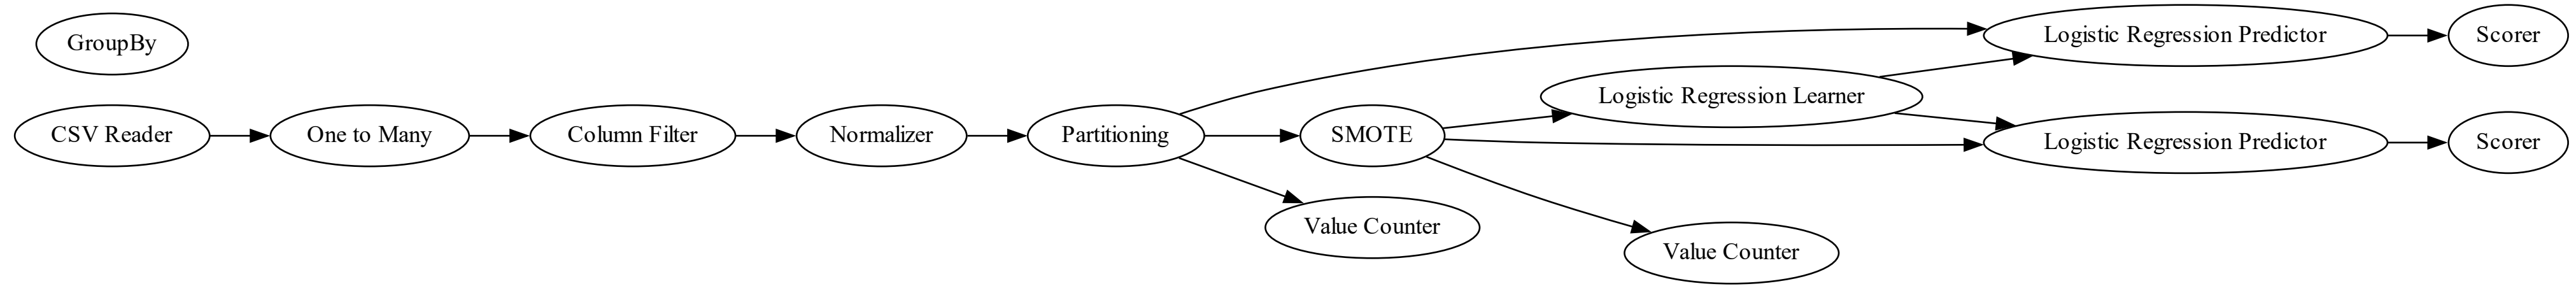 GroupBy
CSV Reader
One to Many
Column Filter
Normalizer
Partitioning
SMOTE
Value Counter
Logistic Regression Learner
Value Counter
Logistic Regression Predictor
Scorer
Logistic Regression Predictor
Scorer